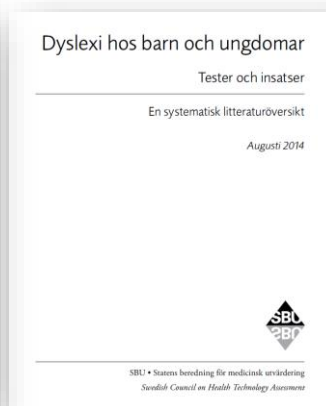 Dyslexi hos barn och ungdomar
Tester och insatser
En systematisk litteraturöversikt
Augusti 2014
SBU
SBU
SBU • Statens beredning för medicinsk utvärdering
Swedish Council on Health Technology Assessment